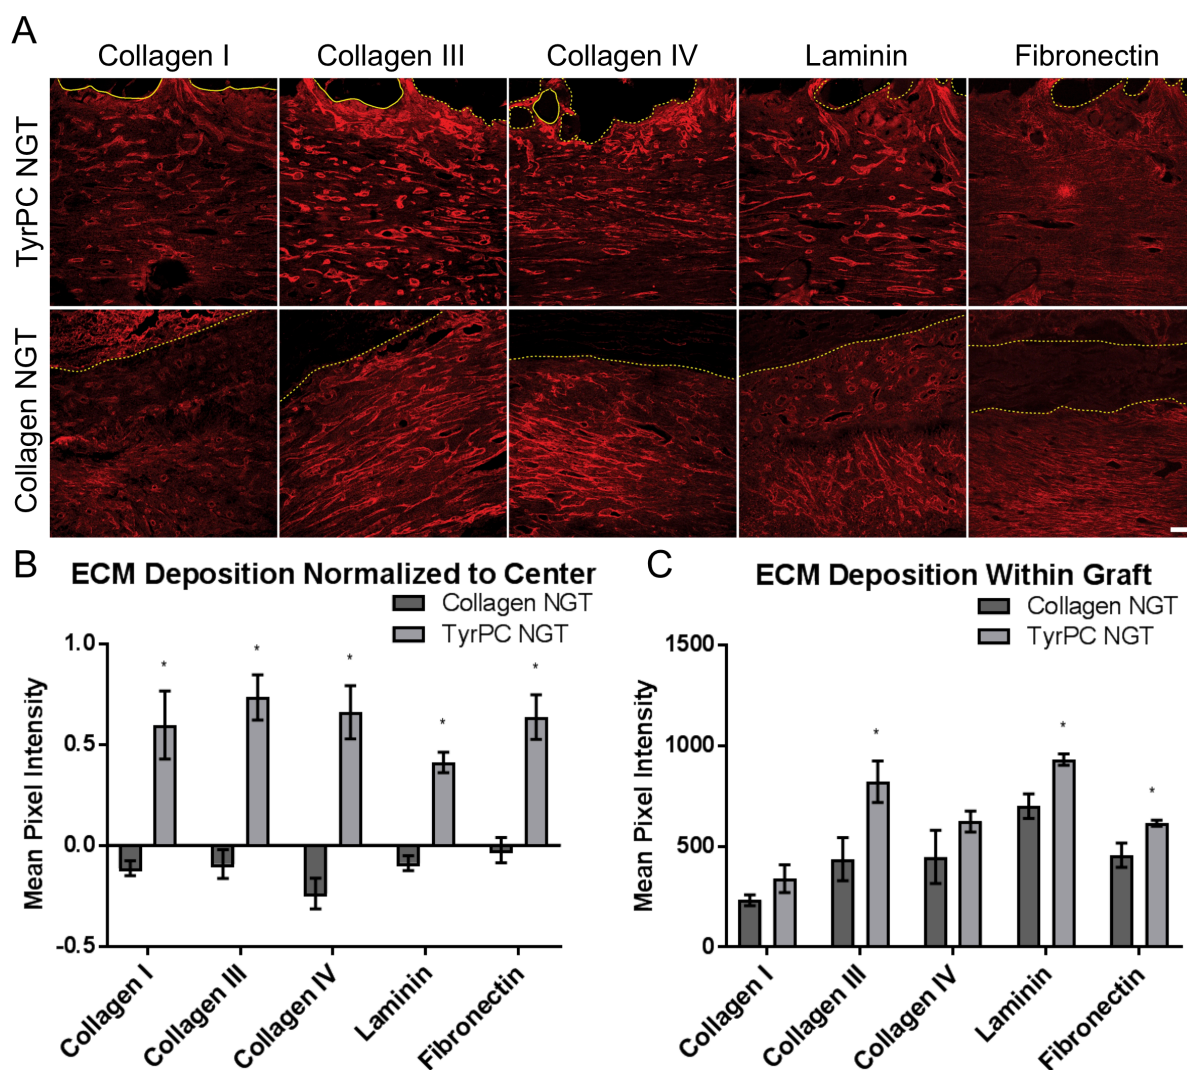 A
Collagen I Collagen III Collagen IV Laminin Fibronectin
TyrPC NGT
Collagen NGT
B
ECM Deposition Normalized to Center
Collagen NGT
TyrPC NGT
Mean Pixel Intensity
1.0
0.5
0.0
-0.5
* * * * *
Collagen I
Collagen III
Collagen IV
Laminin
Fibronectin
C
ECM Deposition Within Graft
Collagen NGT
TyrPC NGT
Mean Pixel Intensity
1500
1000
500
0
* * *
Collagen I
Collagen III
Collagen IV
Laminin
Fibronectin